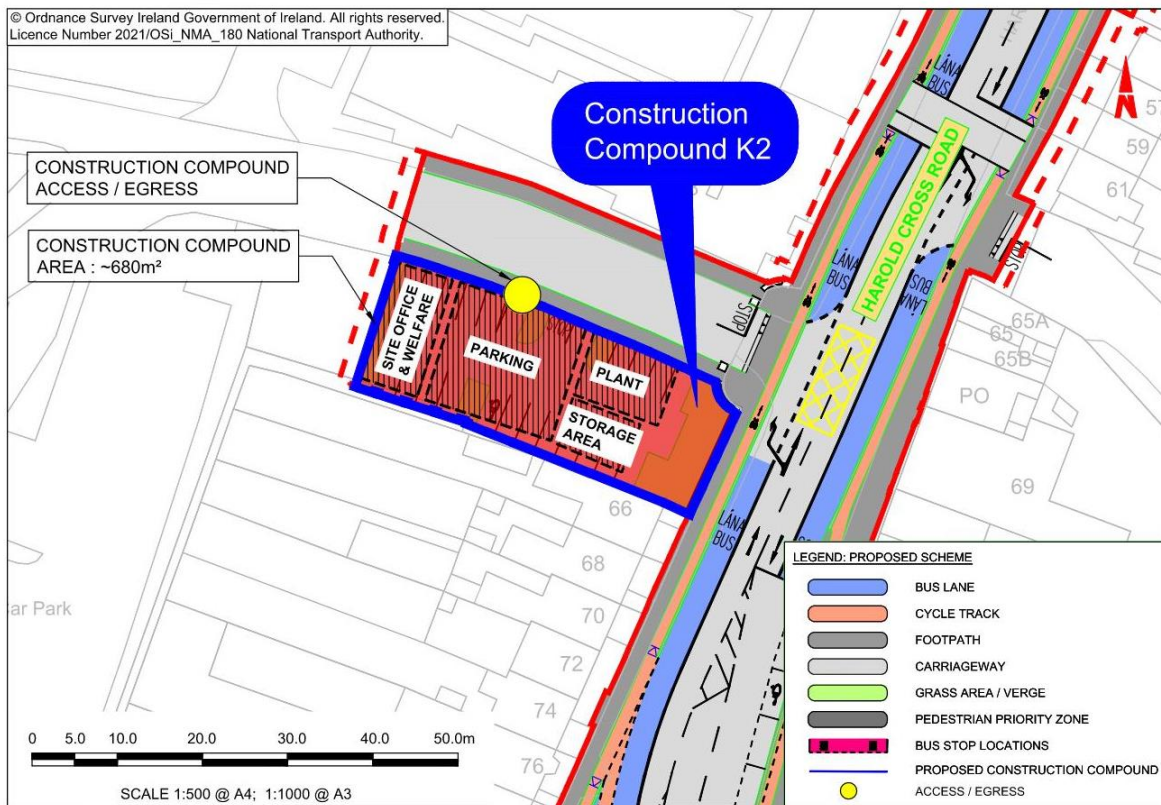 © Ordnance Survey Ireland Government of Ireland. All rights reserved.
Licence Number 2021/OSi_NMA_180 National Transport Authority.
Construction
Compound K2
CONSTRUCTION COMPOUND
ACCESS / EGRESS
CONSTRUCTION COMPOUND
AREA : ~680m²
SITE OFFICE
& WELFARE
PARKING
PLANT
STORAGE
AREA
HAROLD CROSS ROAD
LÁNA
BUS
LÁNA
BUS
LÁNA
BUS
LÁNA
BUS
STOP
STOP
N
57
59
61
65A
65
65B
PO
69
66
68
70
72
74
76
ar Park
0 5.0 10.0 20.0 30.0 40.0 50.0m
SCALE 1:500 @ A4; 1:1000 @ A3
LEGEND: PROPOSED SCHEME
BUS LANE
CYCLE TRACK
FOOTPATH
CARRIAGEWAY
GRASS AREA / VERGE
PEDESTRIAN PRIORITY ZONE
BUS STOP LOCATIONS
PROPOSED CONSTRUCTION COMPOUND
ACCESS / EGRESS